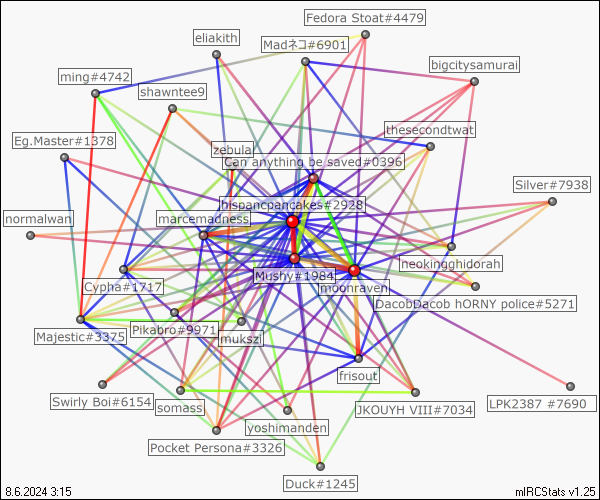 Fedora Stoat#4479
eliakith
Madネコ#6901
bigcitysamurai
ming#4742
shawntee9
thesecondtwat
Eg.Master#1378
zebula
Can anything be saved#0396
Silver#7938
hispancpancakes#2928
normalwan
marcemadness
neokingghidorah
Mushy#1984
Cypha#1717
moonraven
DacobDacob hORNY police#5271
Majestic#3375
Pikabro#9971
mukszi
frisout
Swirly Boi#6154
somass
JKOUYH VIII#7034
LPK2387 #7690
yoshimanden
Pocket Persona#3326
Duck#1245
8.6.2024 3:15
mIRCStats v1.25